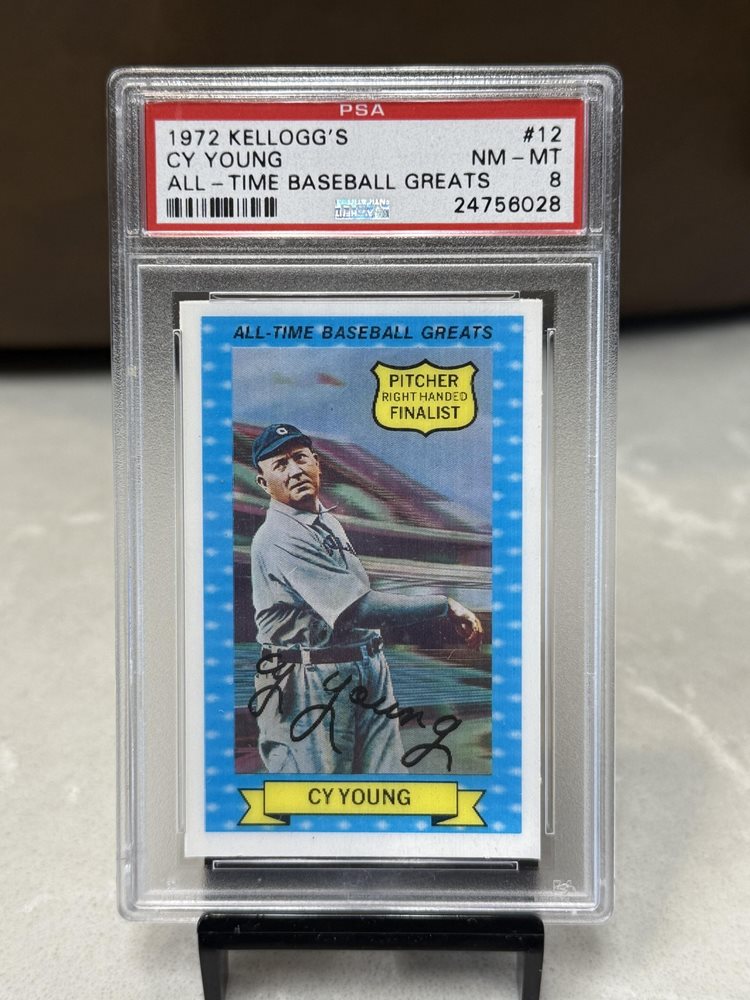 PSA
1972 KELLOGG'S #12
CY YOUNG NM - MT
ALL - TIME BASEBALL GREATS 8
24756028
ALL-TIME BASEBALL GREATS
PITCHER
RIGHT HANDED
FINALIST
C
Cy Young
CY YOUNG